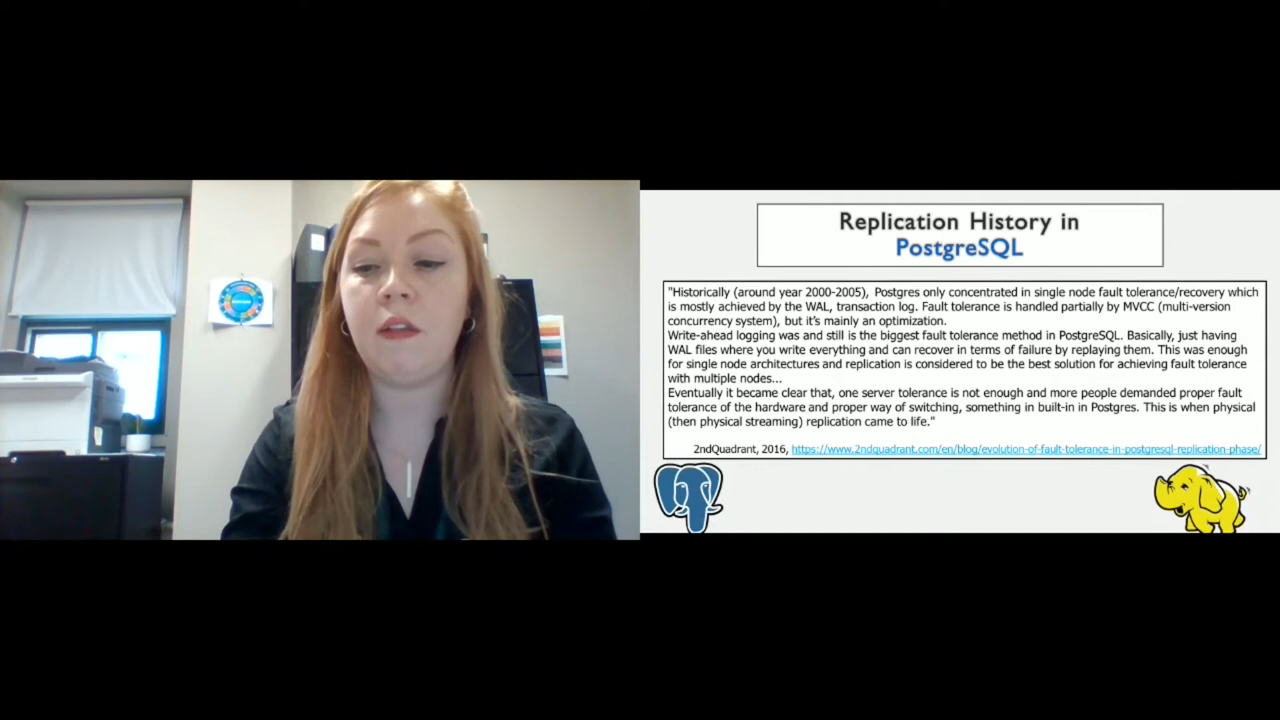 Replication History in
PostgreSQL
"Historically (around year 2000-2005), Postgres only concentrated in single node fault tolerance/recovery which
is mostly achieved by the WAL, transaction log. Fault tolerance is handled partially by MVCC (multi-version
concurrency system), but it's mainly an optimization.
Write-ahead logging was and still is the biggest fault tolerance method in PostgreSQL. Basically, just having
WAL files where you write everything and can recover in terms of failure by replaying them. This was enough
for single node architectures and replication is considered to be the best solution for achieving fault tolerance
with multiple nodes...
Eventually it became clear that, one server tolerance is not enough and more people demanded proper fault
tolerance of the hardware and proper way of switching, something in built-in in Postgres. This is when physical
(then physical streaming) replication came to life."
2ndQuadrant, 2016, https://www.2ndquadrant.com/en/blog/evolution-of-fault-tolerance-in-postgresql-replication-phase/